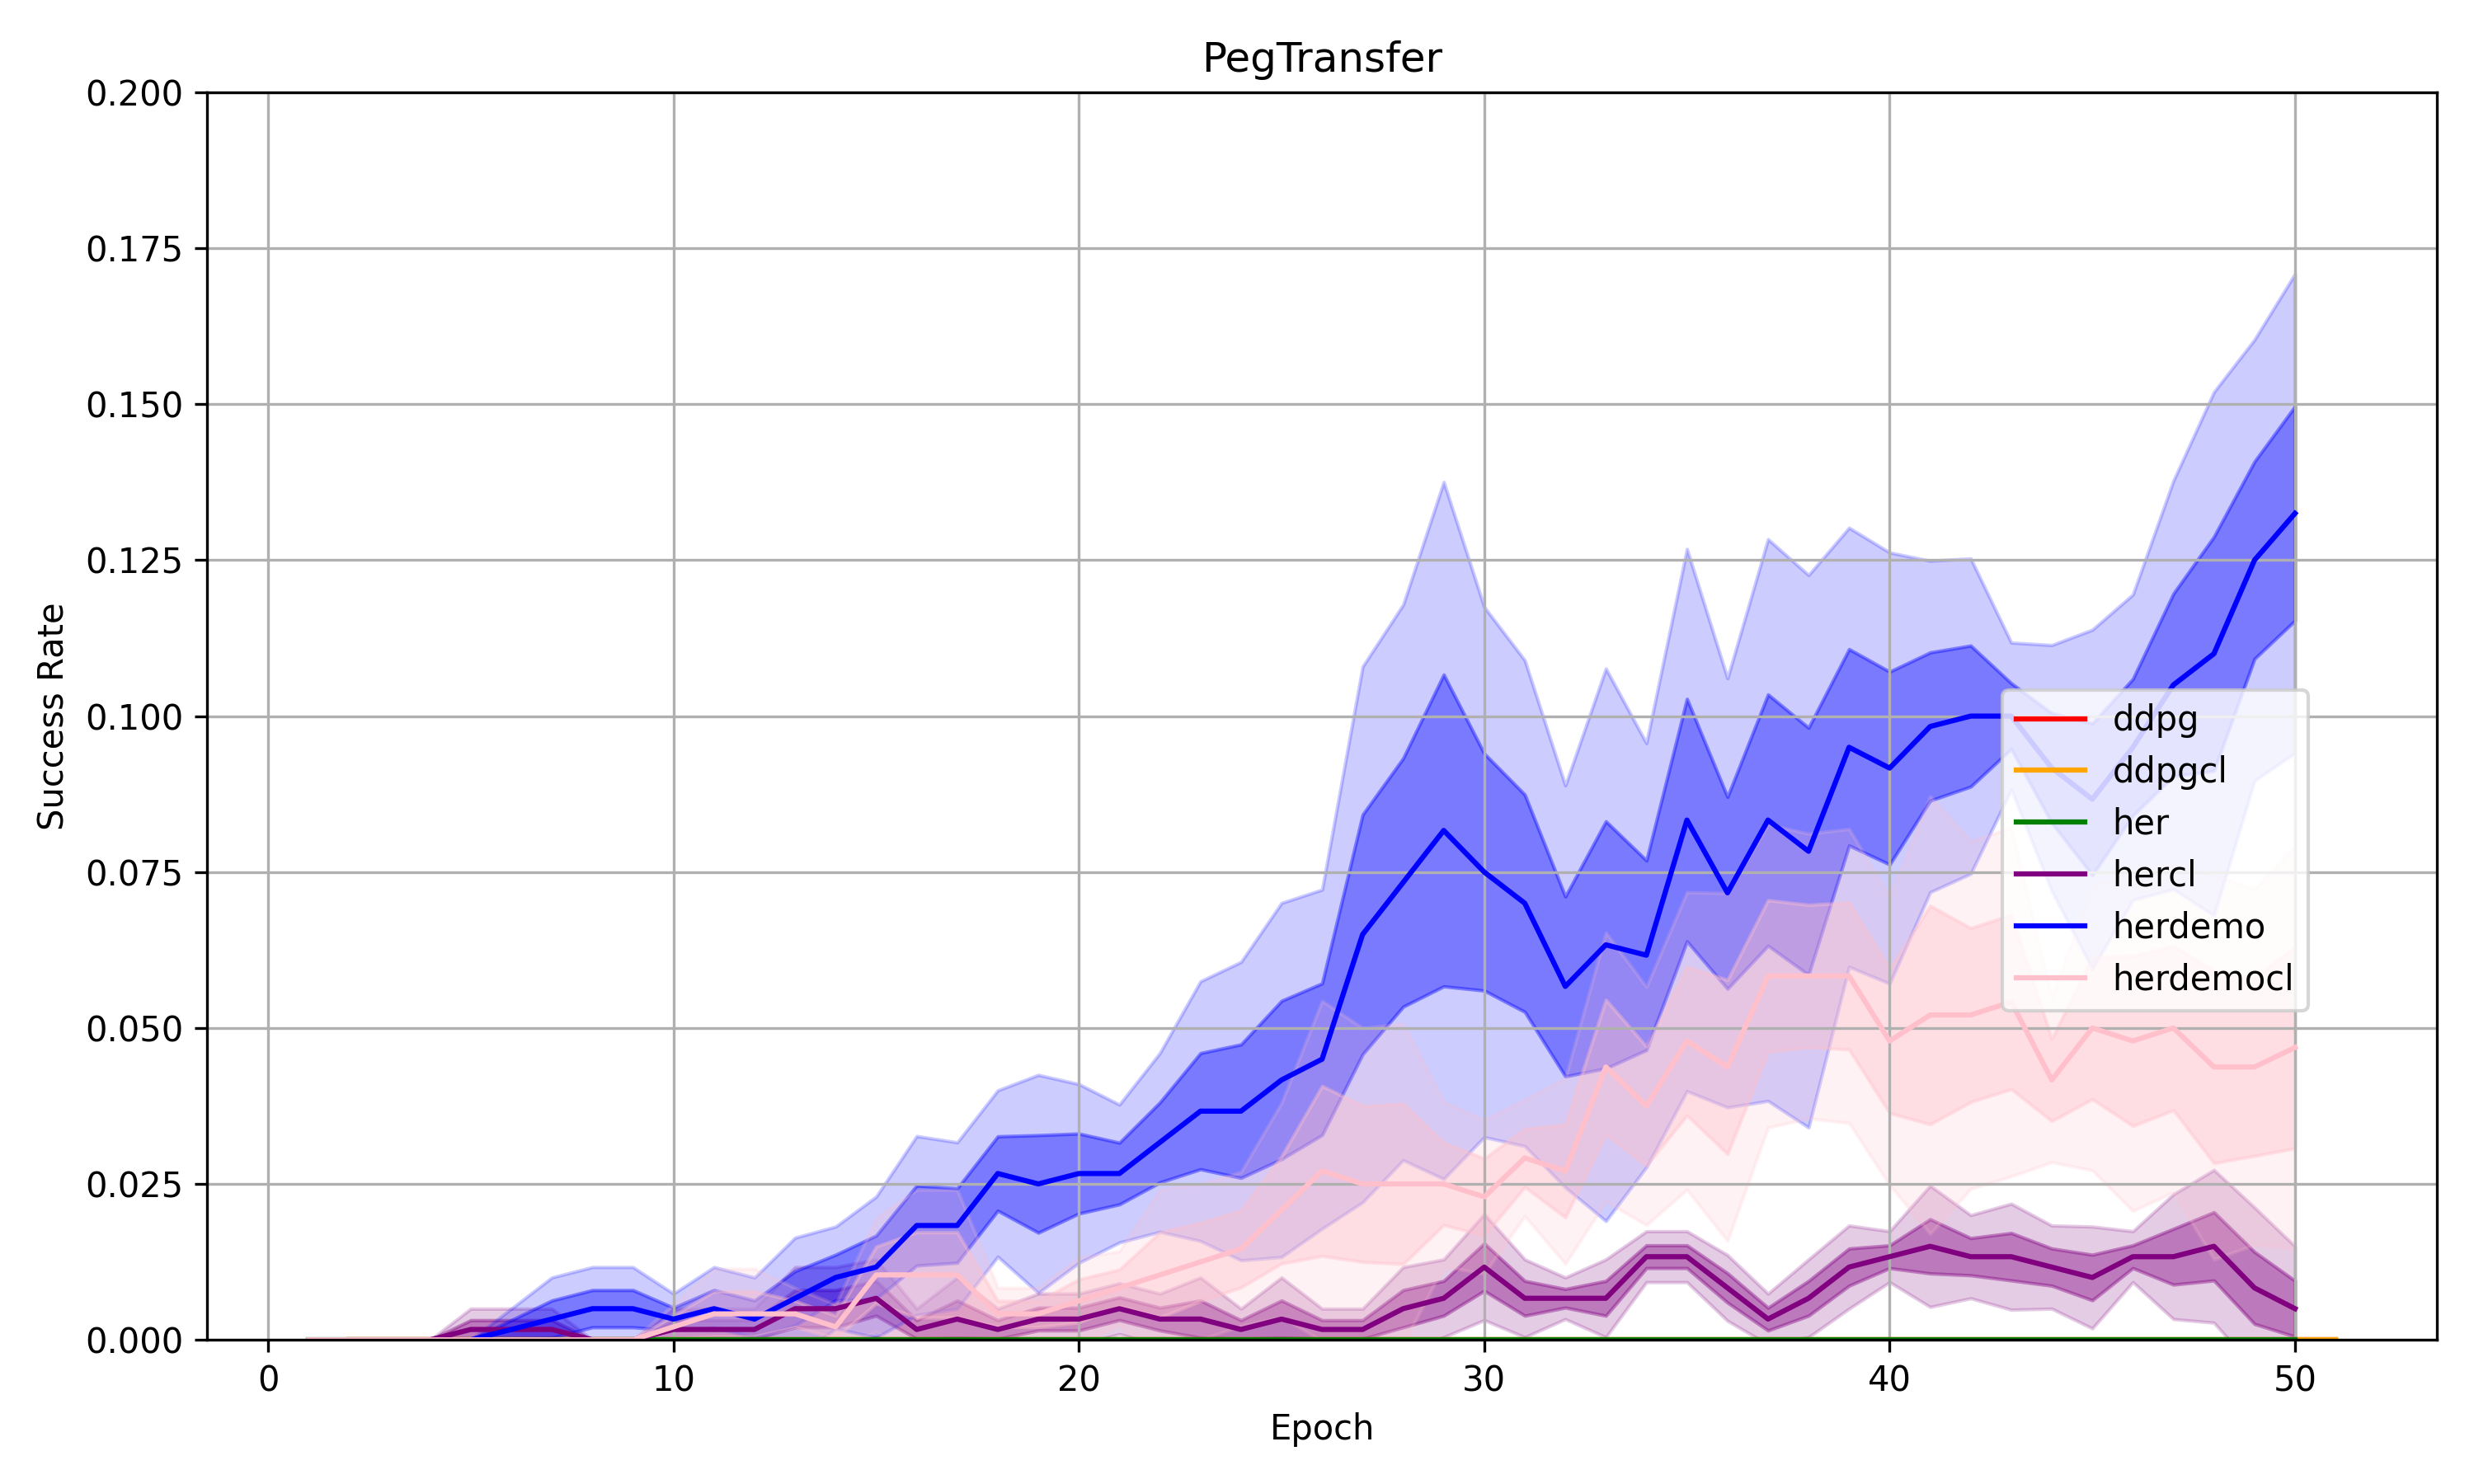 PegTransfer
0.200
0.175
0.150
0.125
0.100
0.075
0.050
0.025
0.000
Success Rate
ddpg
ddpgcl
her
hercl
herdemo
herdemocl
0 10 20 30 40 50
Epoch